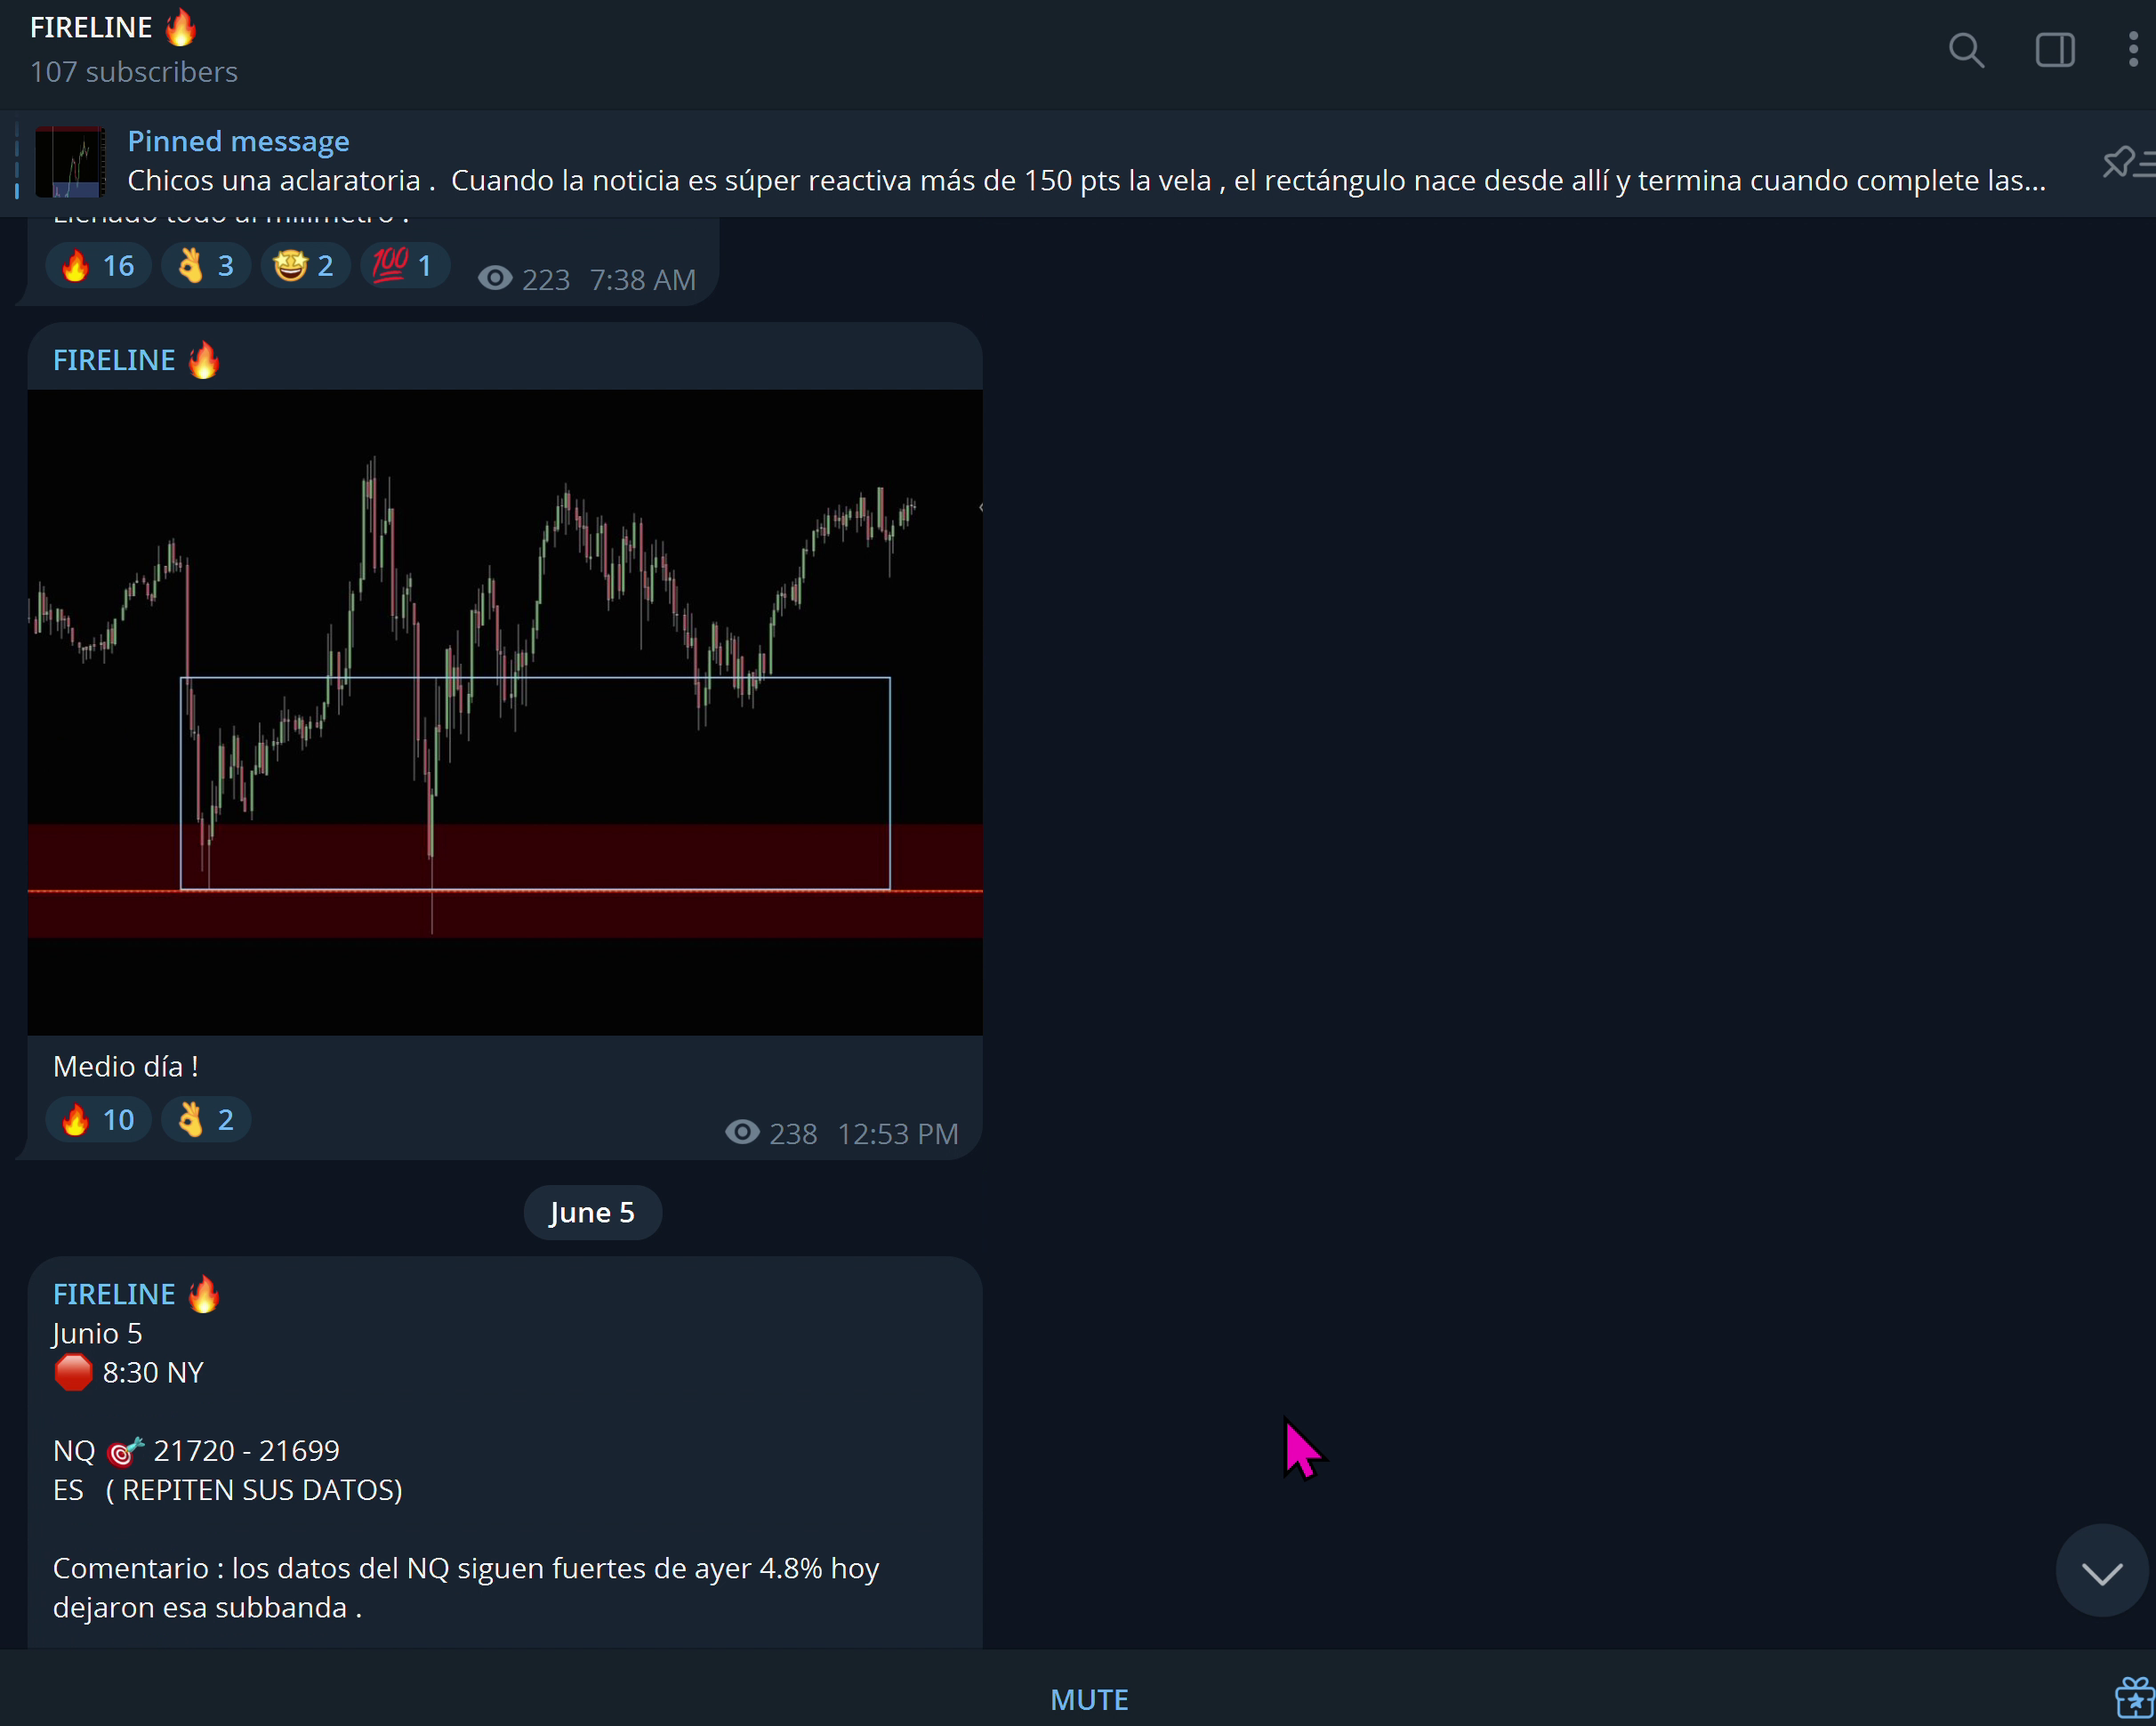 FIRELINE 🔥
107 subscribers
Pinned message
Chicos una aclaratoria .  Cuando la noticia es súper reactiva más de 150 pts la vela , el rectángulo nace desde allí y termina cuando complete las...
Llenado todo al milímetro .
🔥 16 👌 3 🤩 2 💯 1 223 7:38 AM
FIRELINE 🔥
Medio día !
🔥 10 👌 2 238 12:53 PM
June 5
FIRELINE 🔥
Junio 5
🛑 8:30 NY
NQ 🎯 21720 - 21699
ES   ( REPITEN SUS DATOS)
Comentario : los datos del NQ siguen fuertes de ayer 4.8% hoy
dejaron esa subbanda .
MUTE